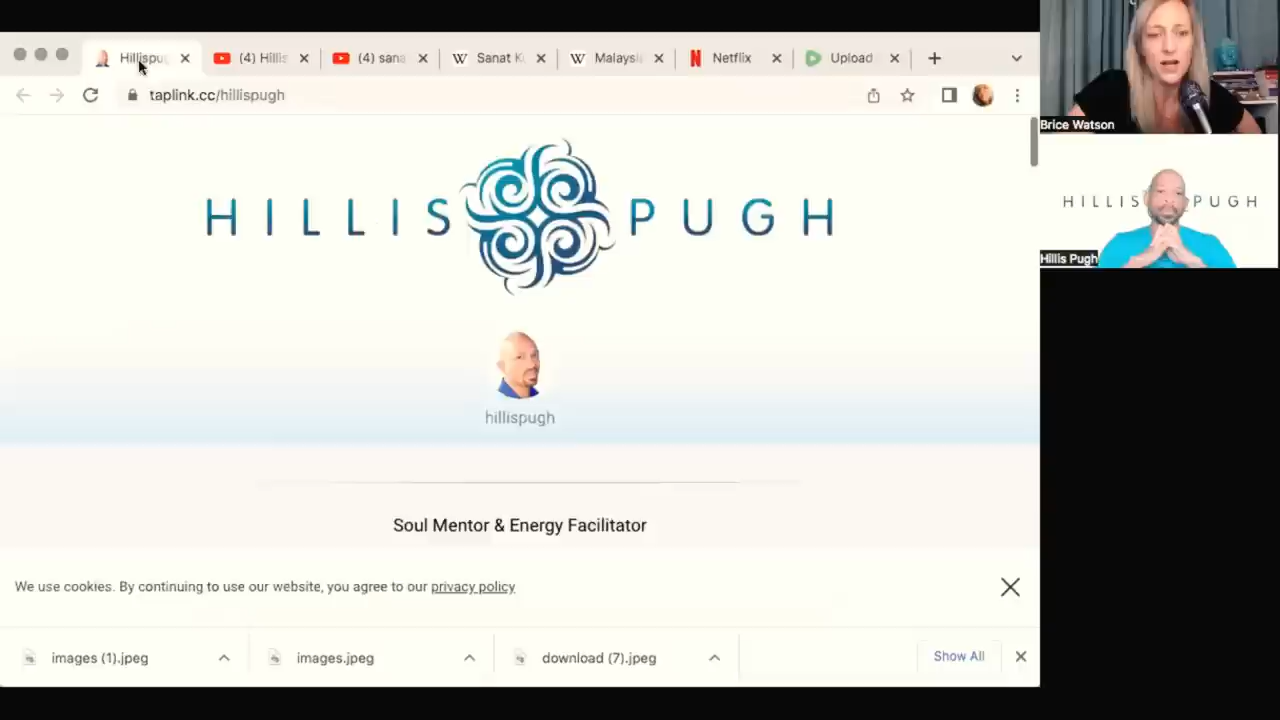 Hillispu
(4) Hillis
(4) sana
Sanat K
Malaysi
Netflix
Upload
taplink.cc/hillispugh
HILLIS PUGH
hillispugh
Soul Mentor & Energy Facilitator
We use cookies. By continuing to use our website, you agree to our privacy policy
images (1).jpeg
images.jpeg
download (7).jpeg
Show All
Brice Watson
HILLIS PUGH
Hillis Pugh